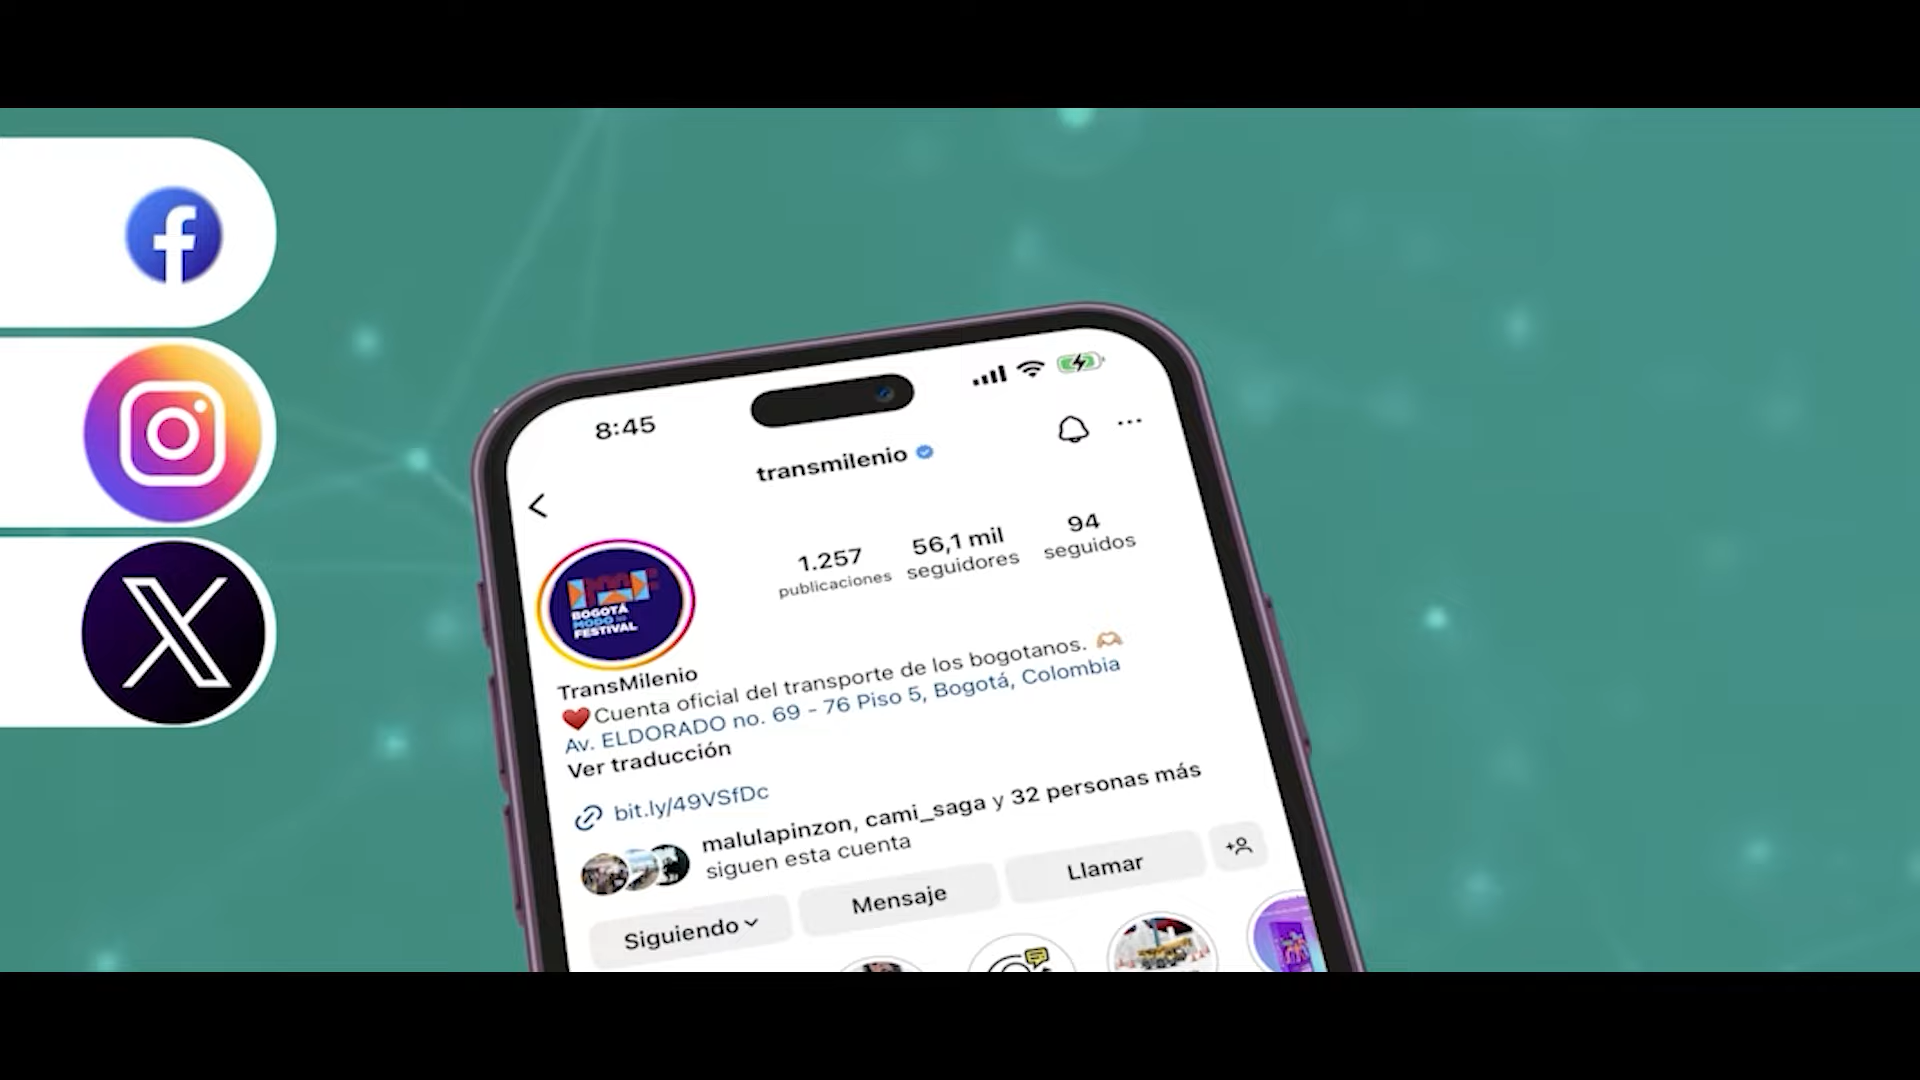 8:45
transmilenio
1.257
publicaciones
56,1 mil
seguidores
94
seguidos
BOGOTÁ
MODO
FESTIVAL
TransMilenio
❤️Cuenta oficial del transporte de los bogotanos. 🫶🏼
Av. ELDORADO no. 69 - 76 Piso 5, Bogotá, Colombia
Ver traducción
bit.ly/49VSfDc
malulapinzon, cami_saga y 32 personas más
siguen esta cuenta
Siguiendo
Mensaje
Llamar